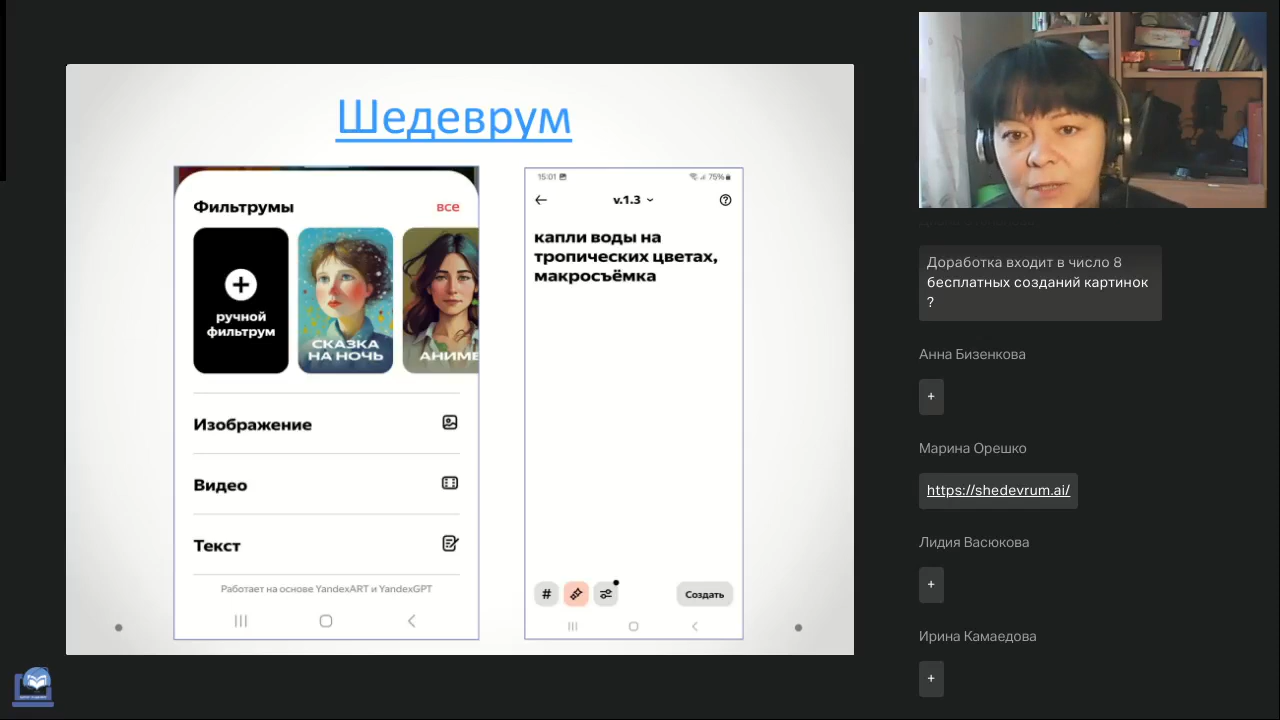 Шедеврум
Фильтрумы
все
ручной
фильтрум
СКАЗКА
НА НОЧЬ
АНИМЕ
Изображение
Видео
Текст
Работает на основе YandexART и YandexGPT
15:01
75%
v.1.3
капли воды на
тропических цветах,
макросъёмка
#
Создать
Доработка входит в число 8
бесплатных созданий картинок
?
Анна Бизенкова
+
Марина Орешко
https://shedevrum.ai/
Лидия Васюкова
+
Ирина Камаедова
+